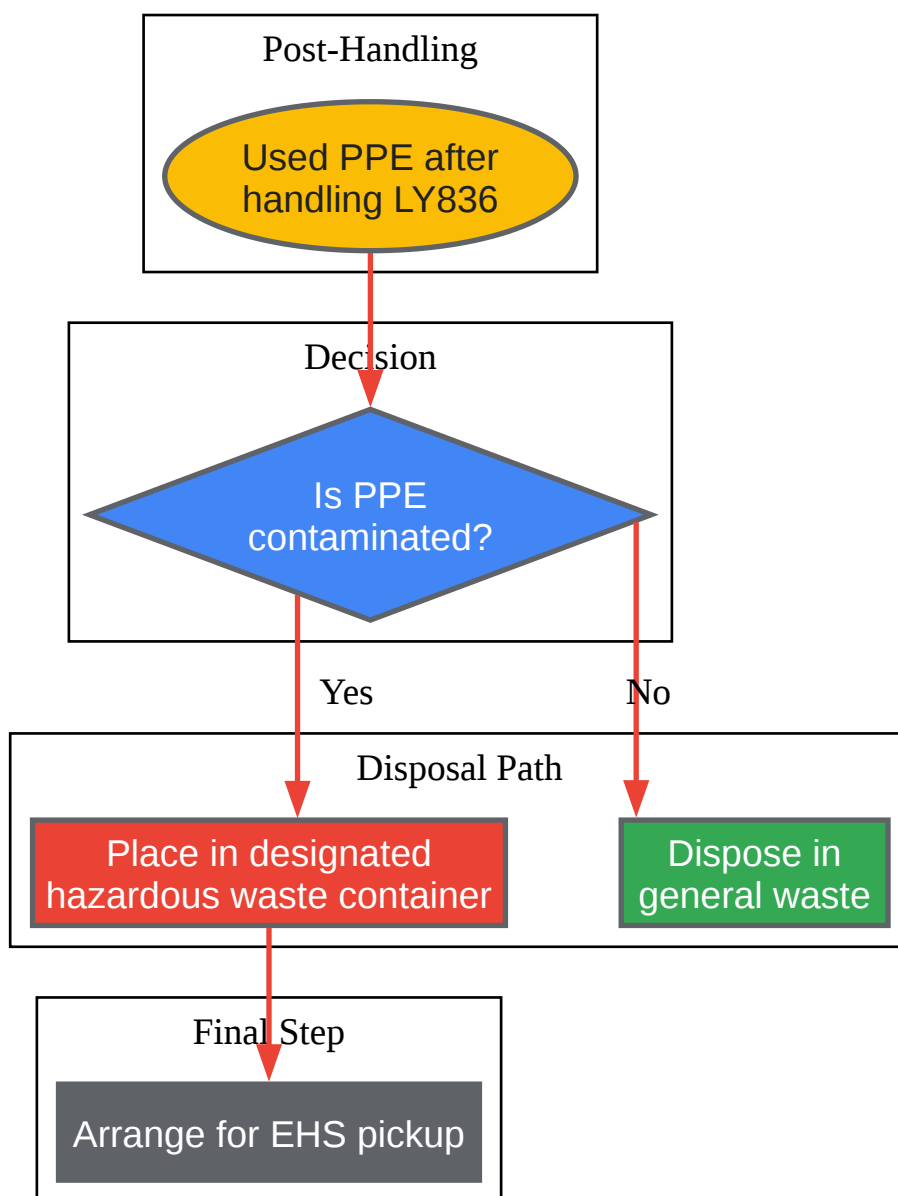 Post-Handling
Used PPE after
handling LY836
Decision
Is PPE
contaminated?
Yes
No
Disposal Path
Place in designated
hazardous waste container
Dispose in
general waste
Final Step
Arrange for EHS pickup